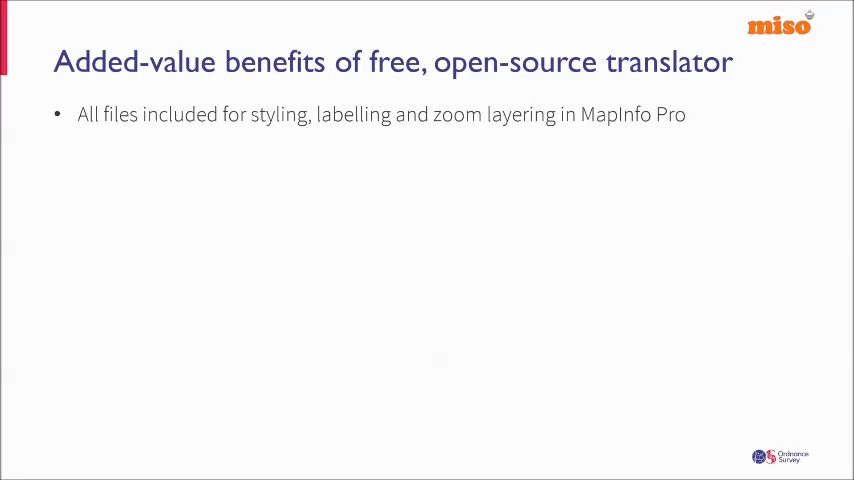 miso
Added-value benefits of free, open-source translator
• All files included for styling, labelling and zoom layering in MapInfo Pro
Ordnance
Survey